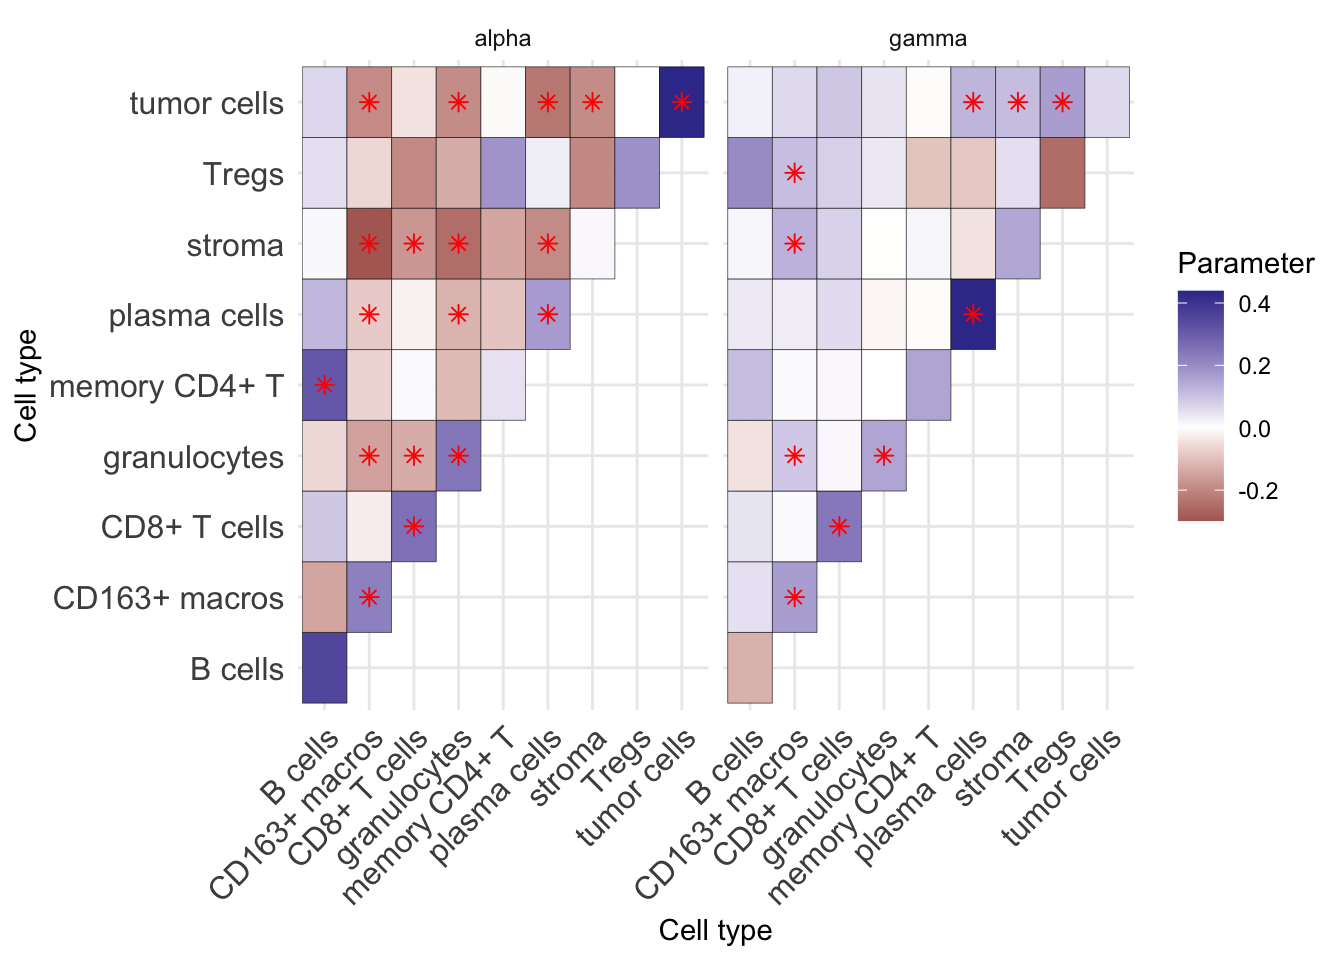 alpha
gamma
tumor cells
Tregs
stroma
plasma cells
memory CD4+ T
granulocytes
CD8+ T cells
CD163+ macros
B cells
Cell type
B cells
CD163+ macros
CD8+ T cells
granulocytes
memory CD4+ T
plasma cells
stroma
Tregs
tumor cells
B cells
CD163+ macros
CD8+ T cells
granulocytes
memory CD4+ T
plasma cells
stroma
Tregs
tumor cells
Cell type
Parameter
0.4
0.2
0.0
-0.2